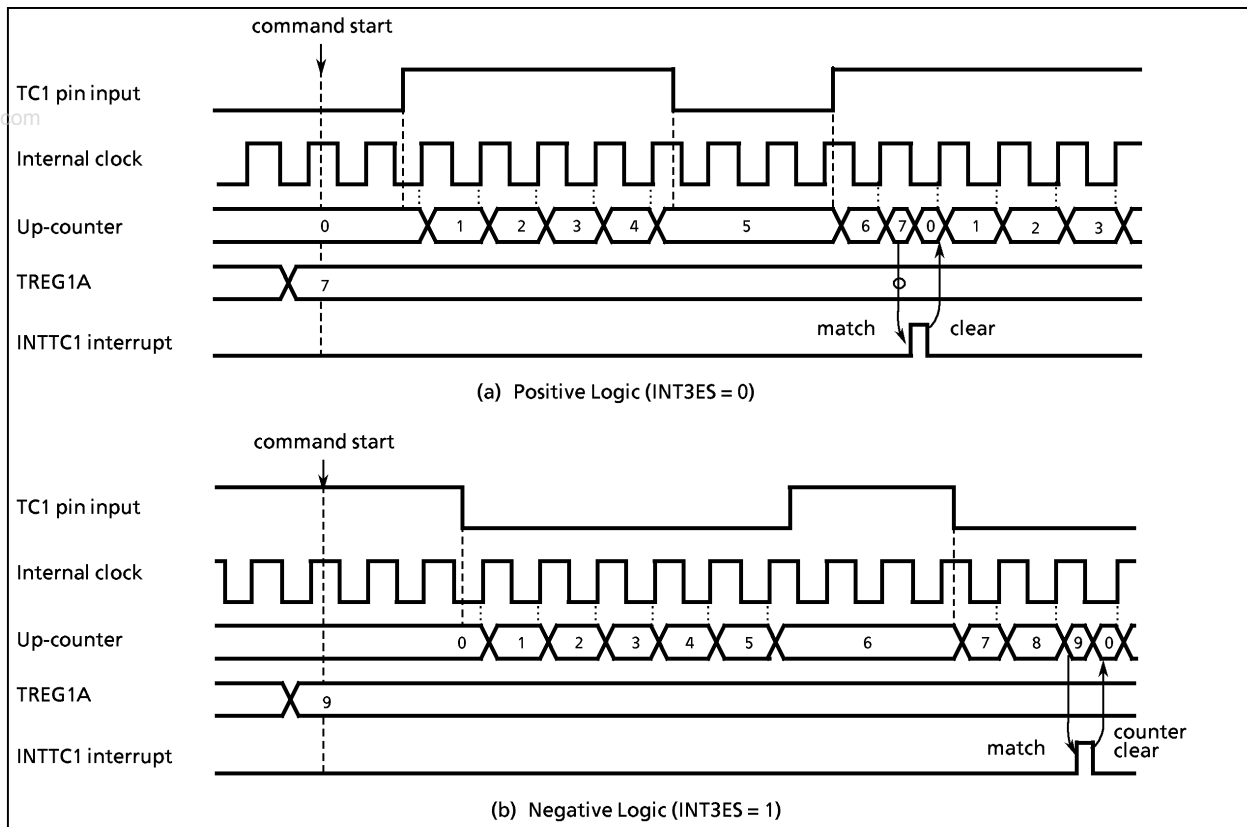 command start
TC1 pin input
com
Internal clock
Up-counter 0 1 2 3 4 5 6 7 0 1 2 3
TREG1A 7
match clear
INTTC1 interrupt
(a) Positive Logic (INT3ES = 0)
command start
TC1 pin input
Internal clock
Up-counter 0 1 2 3 4 5 6 7 8 9 0
TREG1A 9
counter
match clear
INTTC1 interrupt
(b) Negative Logic (INT3ES = 1)